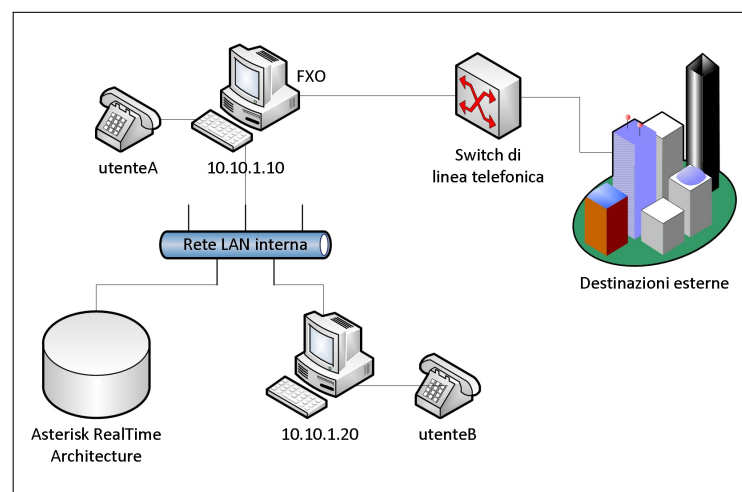 FXO
utenteA
10.10.1.10
Switch di
linea telefonica
Rete LAN interna
Destinazioni esterne
Asterisk RealTime
Architecture
10.10.1.20
utenteB